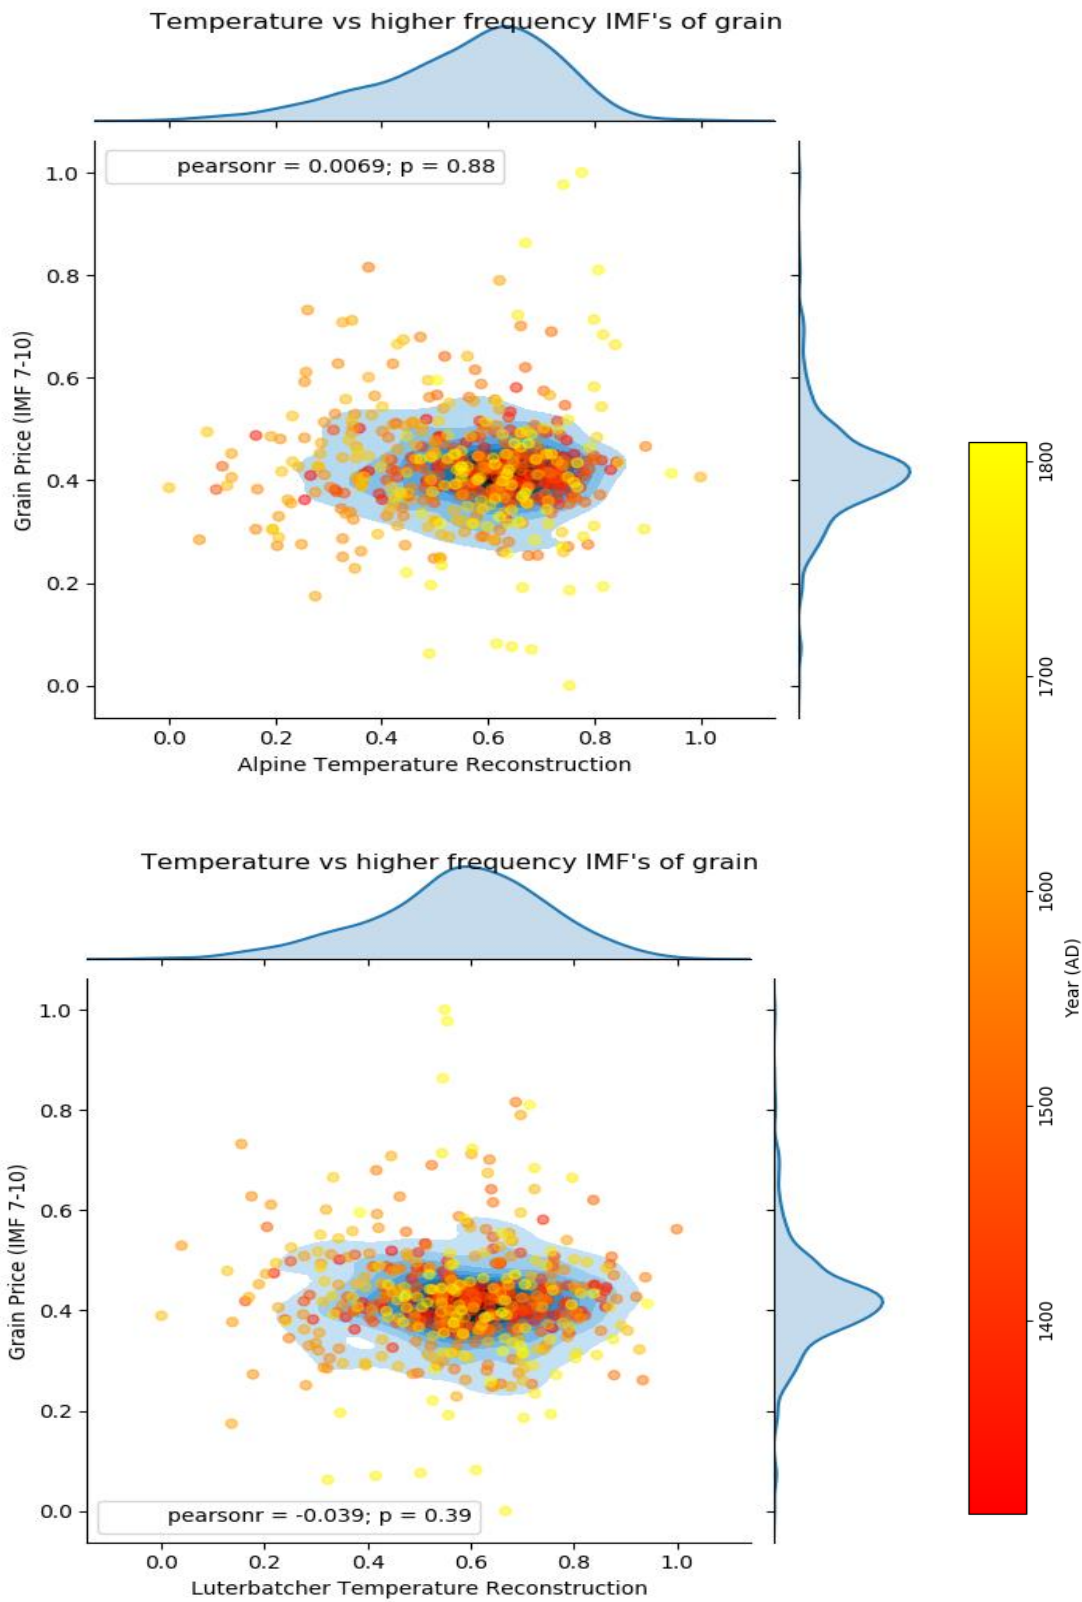 Temperature vs higher frequency IMF's of grain
pearsonr = 0.0069; p = 0.88
1.0
0.8
0.6
0.4
0.2
0.0
Grain Price (IMF 7-10)
0.0 0.2 0.4 0.6 0.8 1.0
Alpine Temperature Reconstruction
Temperature vs higher frequency IMF's of grain
1.0
0.8
0.6
0.4
0.2
0.0
Grain Price (IMF 7-10)
pearsonr = -0.039; p = 0.39
0.0 0.2 0.4 0.6 0.8 1.0
Luterbatcher Temperature Reconstruction
1800
1700
1600
1500
1400
Year (AD)